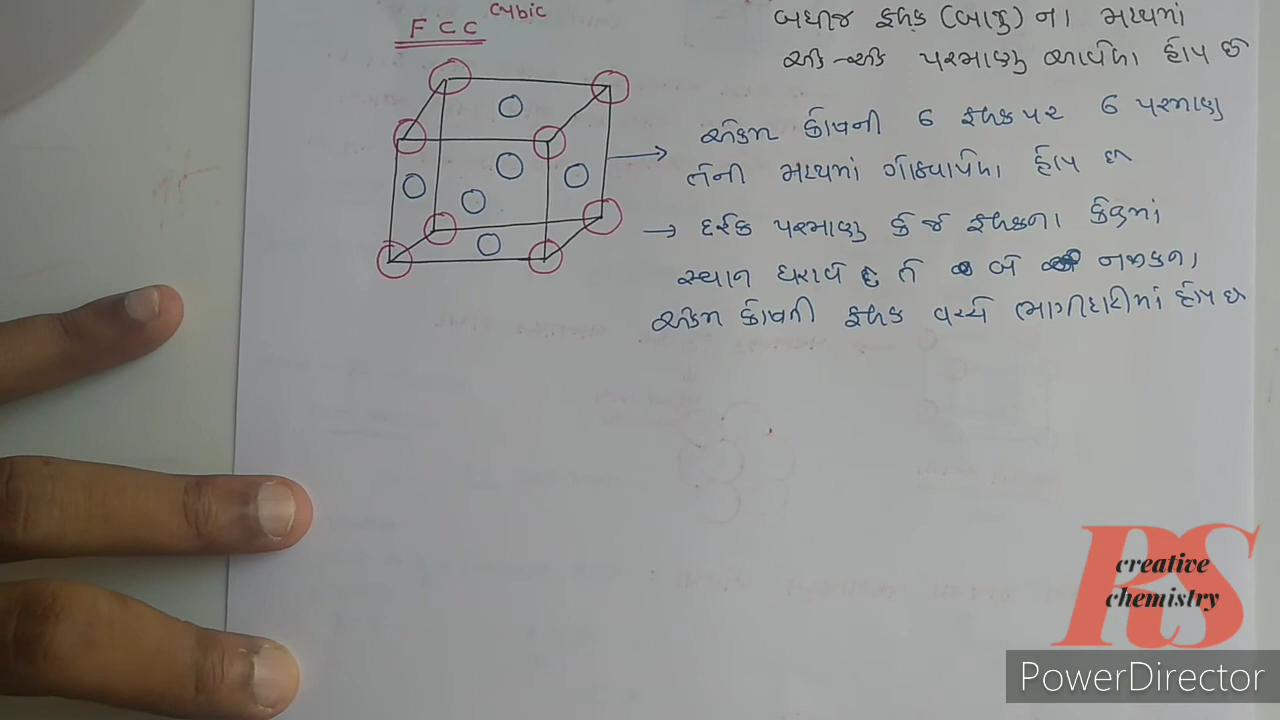 FCC cubic
બધાજ ફલક (બાજુ) ના મધ્યમાં
એક-એક પરમાણુ આવેલા હોય છે
એકમ કોષની 6 ફલક પર 6 પરમાણુ
તેની મધ્યમાં ગોઠવાયેલા હોય છે
→ દરેક પરમાણુ કે જે ફલકના કેન્દ્રમાં
સ્થાન ધરાવે છે તે બે નજીકના
એકમ કોષની ફલક વચ્ચે ભાગીદારીમાં હોય છે
RS
creative
chemistry
PowerDirector